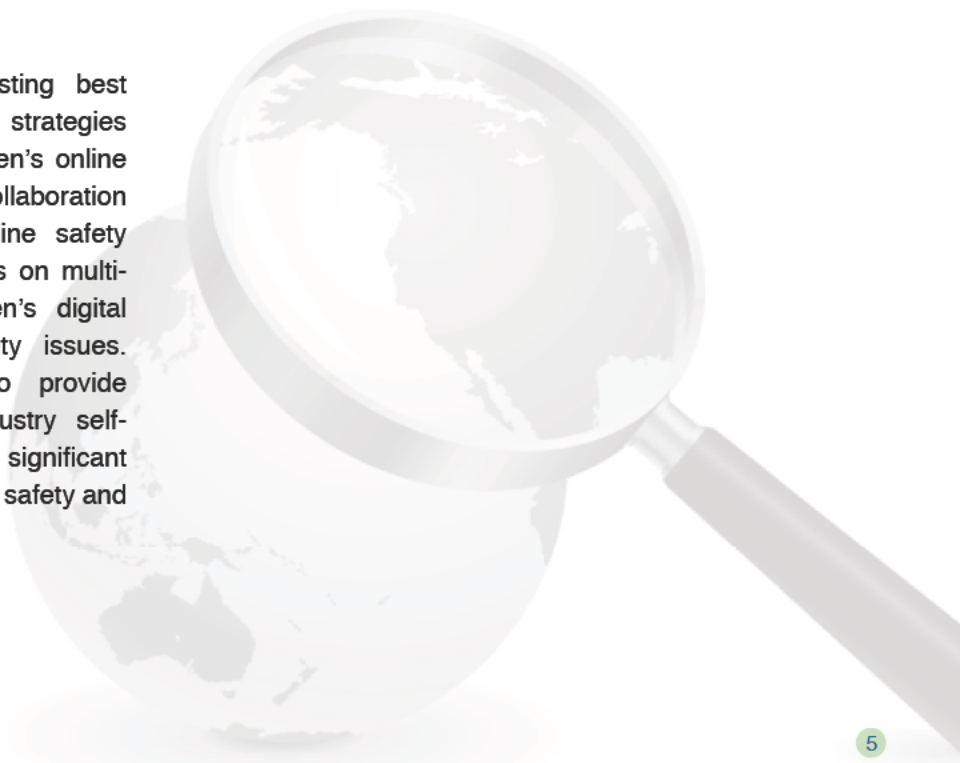 sting best
strategies
en's online
ollaboration
ine safety
s on multi-
en's digital
ty issues.
o provide
ustry self-
significant
safety and
5